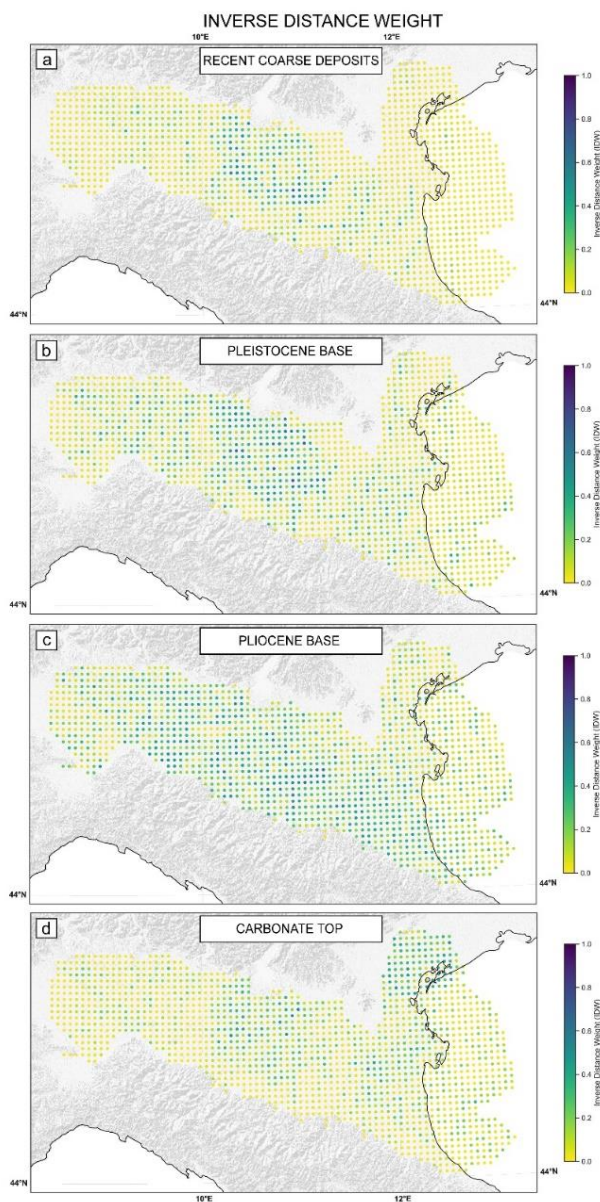 INVERSE DISTANCE WEIGHT
10°E 12°E
a
RECENT COARSE DEPOSITS
1.0
0.8
0.6
0.4
0.2
0.0
Inverse Distance Weight (IDW)
44°N 44°N
b
PLEISTOCENE BASE
1.0
0.8
0.6
0.4
0.2
0.0
Inverse Distance Weight (IDW)
44°N 44°N
c
PLIOCENE BASE
1.0
0.8
0.6
0.4
0.2
0.0
Inverse Distance Weight (IDW)
44°N 44°N
d
CARBONATE TOP
1.0
0.8
0.6
0.4
0.2
0.0
Inverse Distance Weight (IDW)
44°N 44°N
10°E 12°E